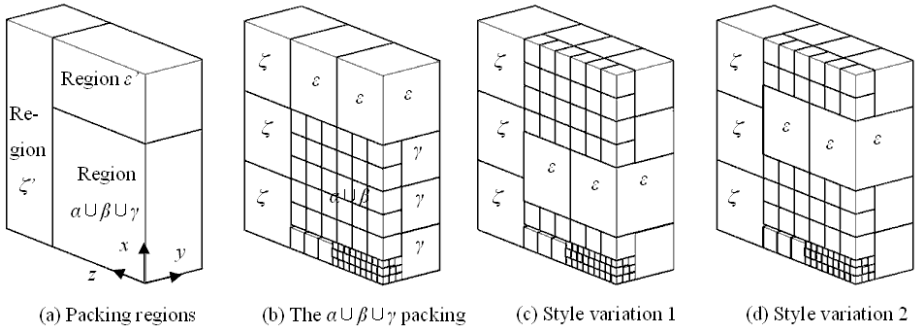 Region ε
Re-
gion
ζ'
Region
α∪β∪γ
x
y
z
(a) Packing regions
ζ
ε
ε
ε
ζ
γ
α∪β
γ
ζ
γ
(b) The α∪β∪γ packing
ζ
ζ
ε
ε
ε
ζ
(c) Style variation 1
ζ
ζ
ε
ε
ε
ζ
(d) Style variation 2